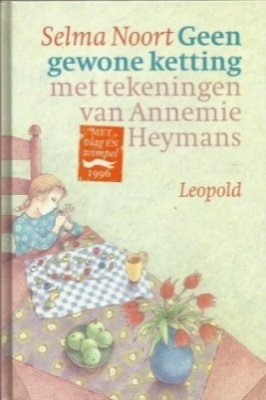 Selma Noort Geen
gewone ketting
met tekeningen
van Annemie
Heymans
MET
vlag EN
wimpel
1996
Leopold